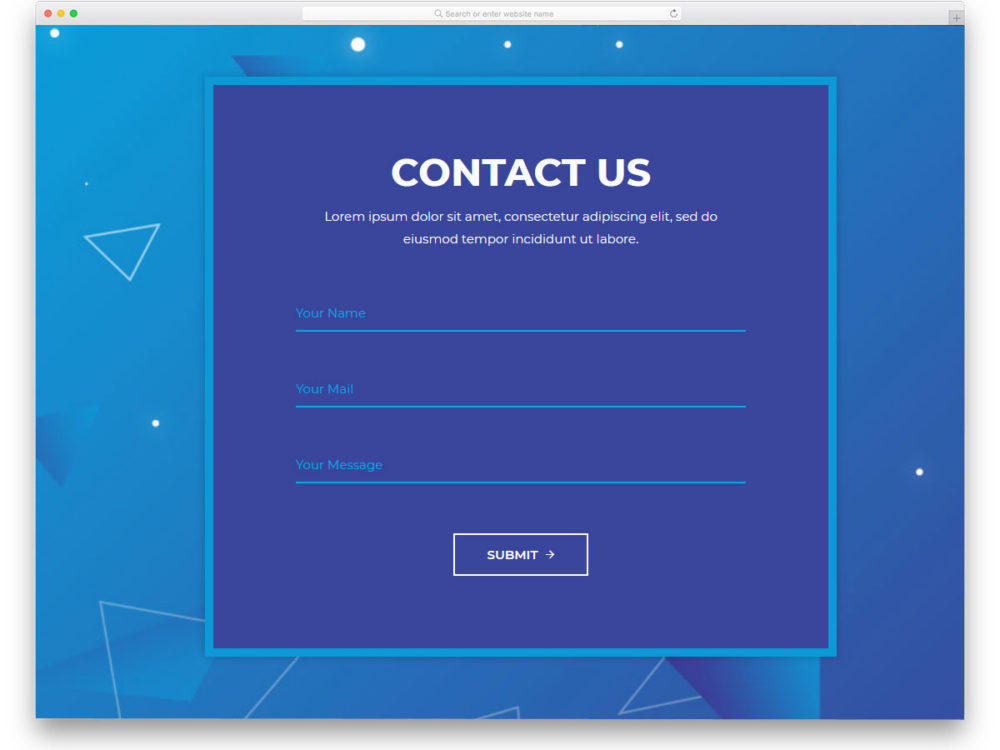 Search or enter website name
CONTACT US
Lorem ipsum dolor sit amet, consectetur adipiscing elit, sed do
eiusmod tempor incididunt ut labore.
Your Name
Your Mail
Your Message
SUBMIT →